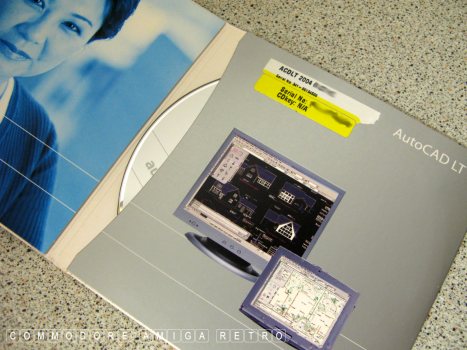 ACDLT 2004
Serial No:
CDkey: N/A
AutoCAD LT
COMMODORE AMIGA RETRO